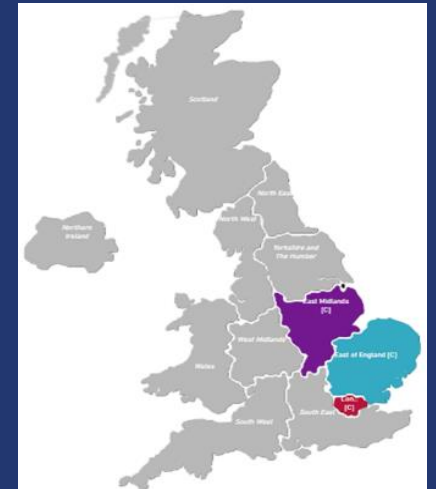 Scotland
North East
North West
Northern
Ireland
Yorkshire and
The Humber
East Midlands
[C]
West Midlands
East of England [C]
Wales
Lon...
[C]
South East
South West